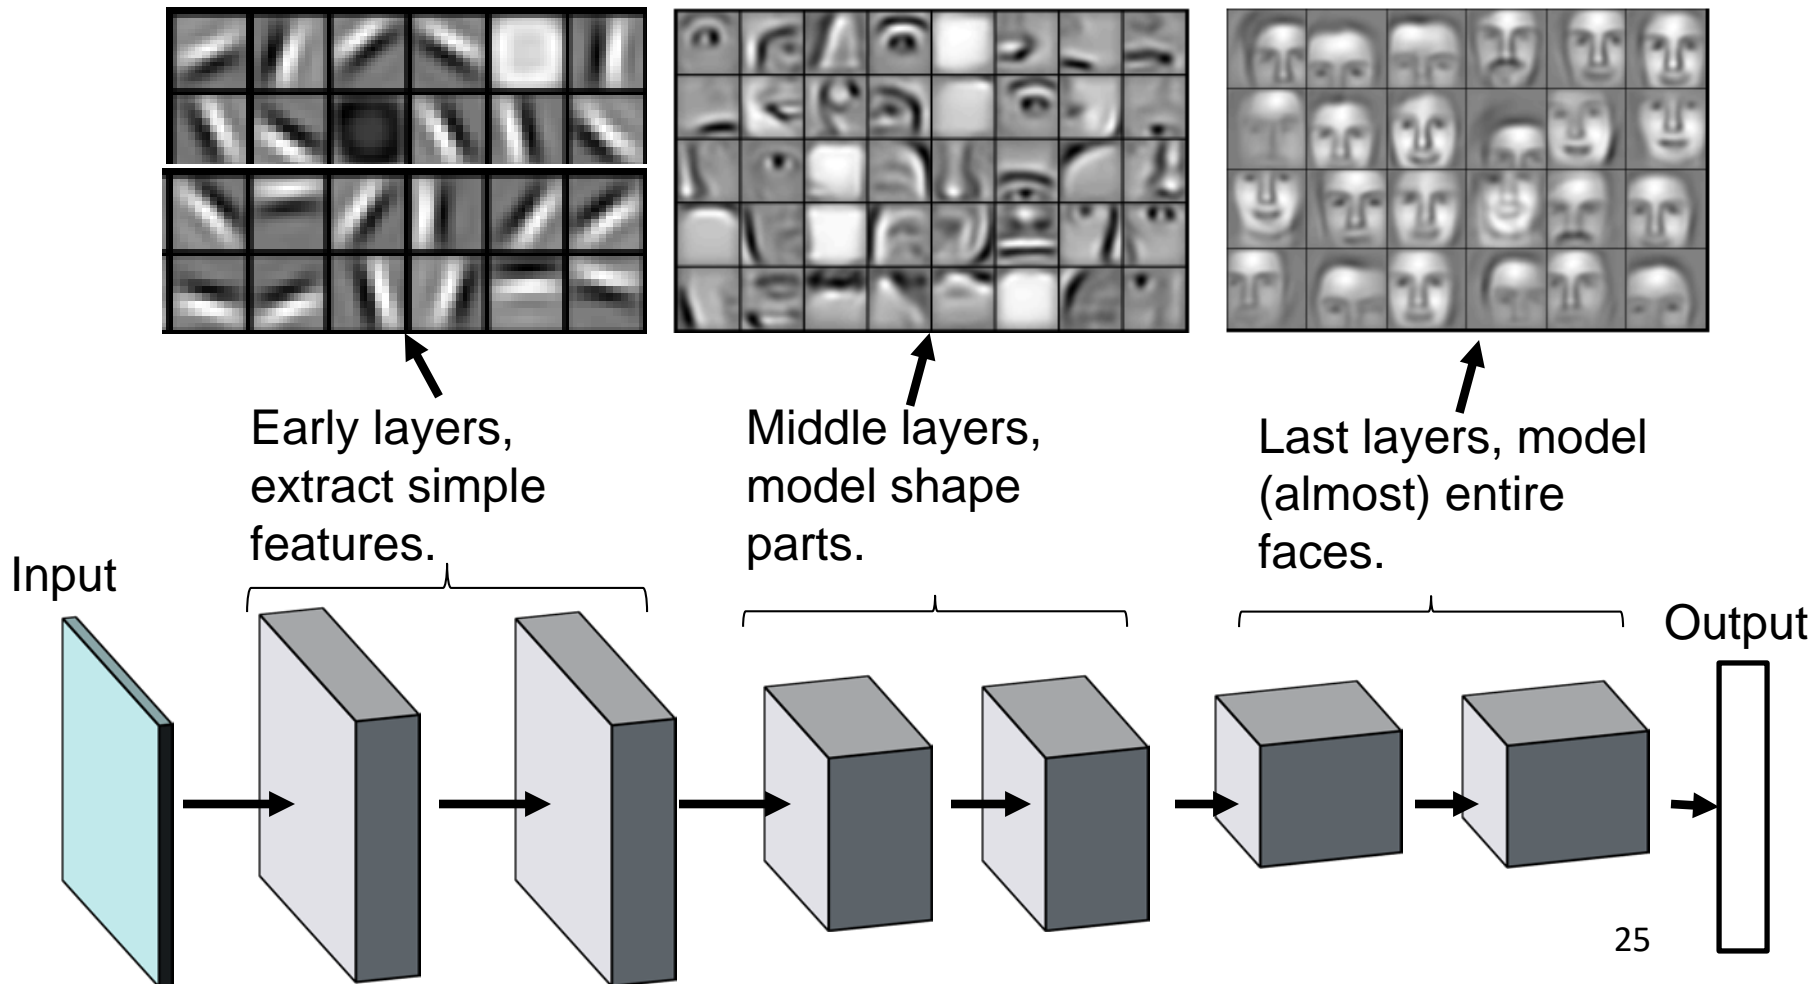 Early layers,
extract simple
features.
Middle layers,
model shape
parts.
Last layers, model
(almost) entire
faces.
Input
Output
25